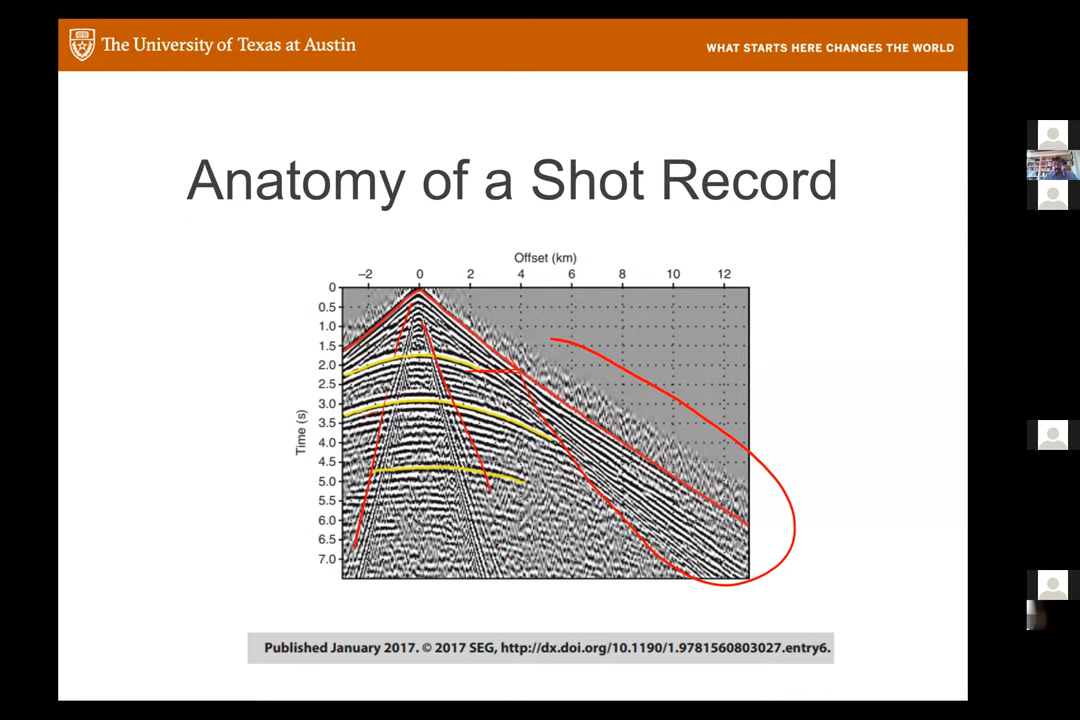 The University of Texas at Austin
WHAT STARTS HERE CHANGES THE WORLD
Anatomy of a Shot Record
Offset (km)
−2 0 2 4 6 8 10 12
Time (s)
0
0.5
1.0
1.5
2.0
2.5
3.0
3.5
4.0
4.5
5.0
5.5
6.0
6.5
7.0
Published January 2017. © 2017 SEG, http://dx.doi.org/10.1190/1.9781560803027.entry6.